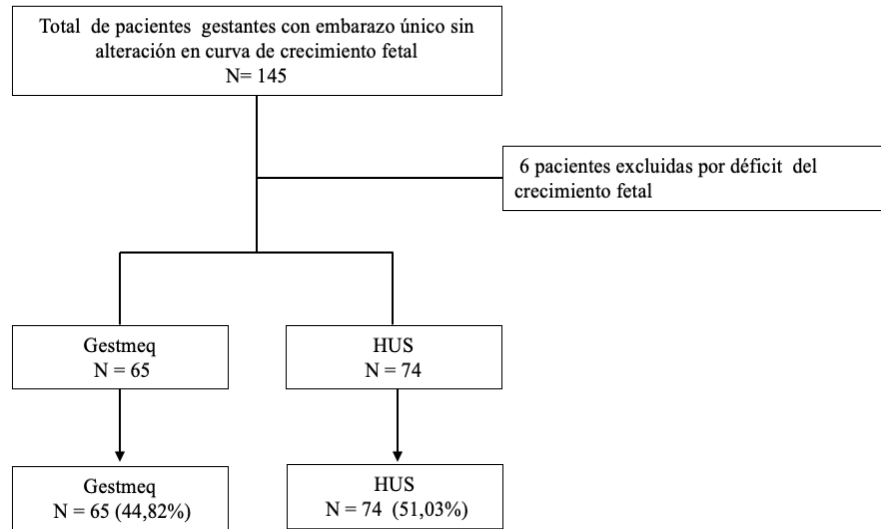 Total de pacientes gestantes con embarazo único sin
alteración en curva de crecimiento fetal
N= 145
6 pacientes excluidas por déficit del
crecimiento fetal
Gestmeq
N = 65
HUS
N = 74
Gestmeq
N = 65 (44,82%)
HUS
N = 74 (51,03%)